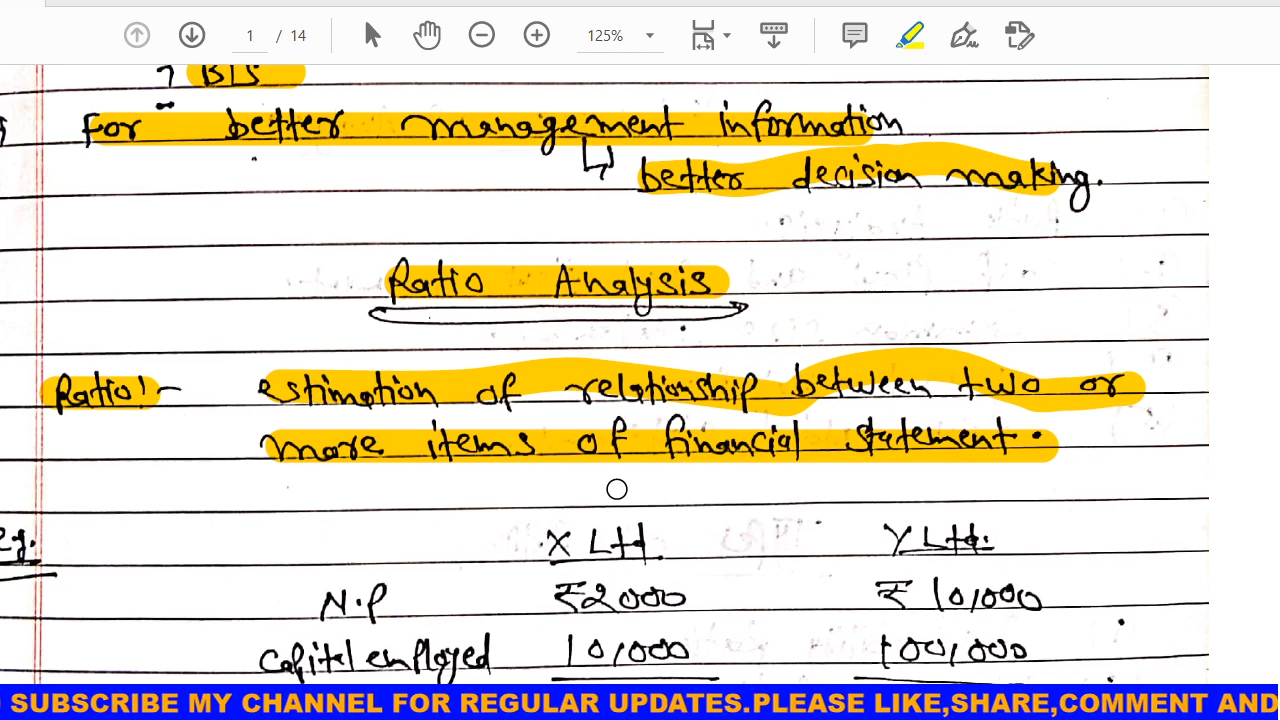 1 / 14 125%
B/S
For better management information
↳ better decision making.
Ratio Analysis
Ratio:- estimation of relationship between two or
more items of financial statement.
Eg. X Ltd. Y Ltd.
N.P ₹2000 ₹ 10,000
Capital employed 10,000 100,000
SUBSCRIBE MY CHANNEL FOR REGULAR UPDATES.PLEASE LIKE,SHARE,COMMENT AND